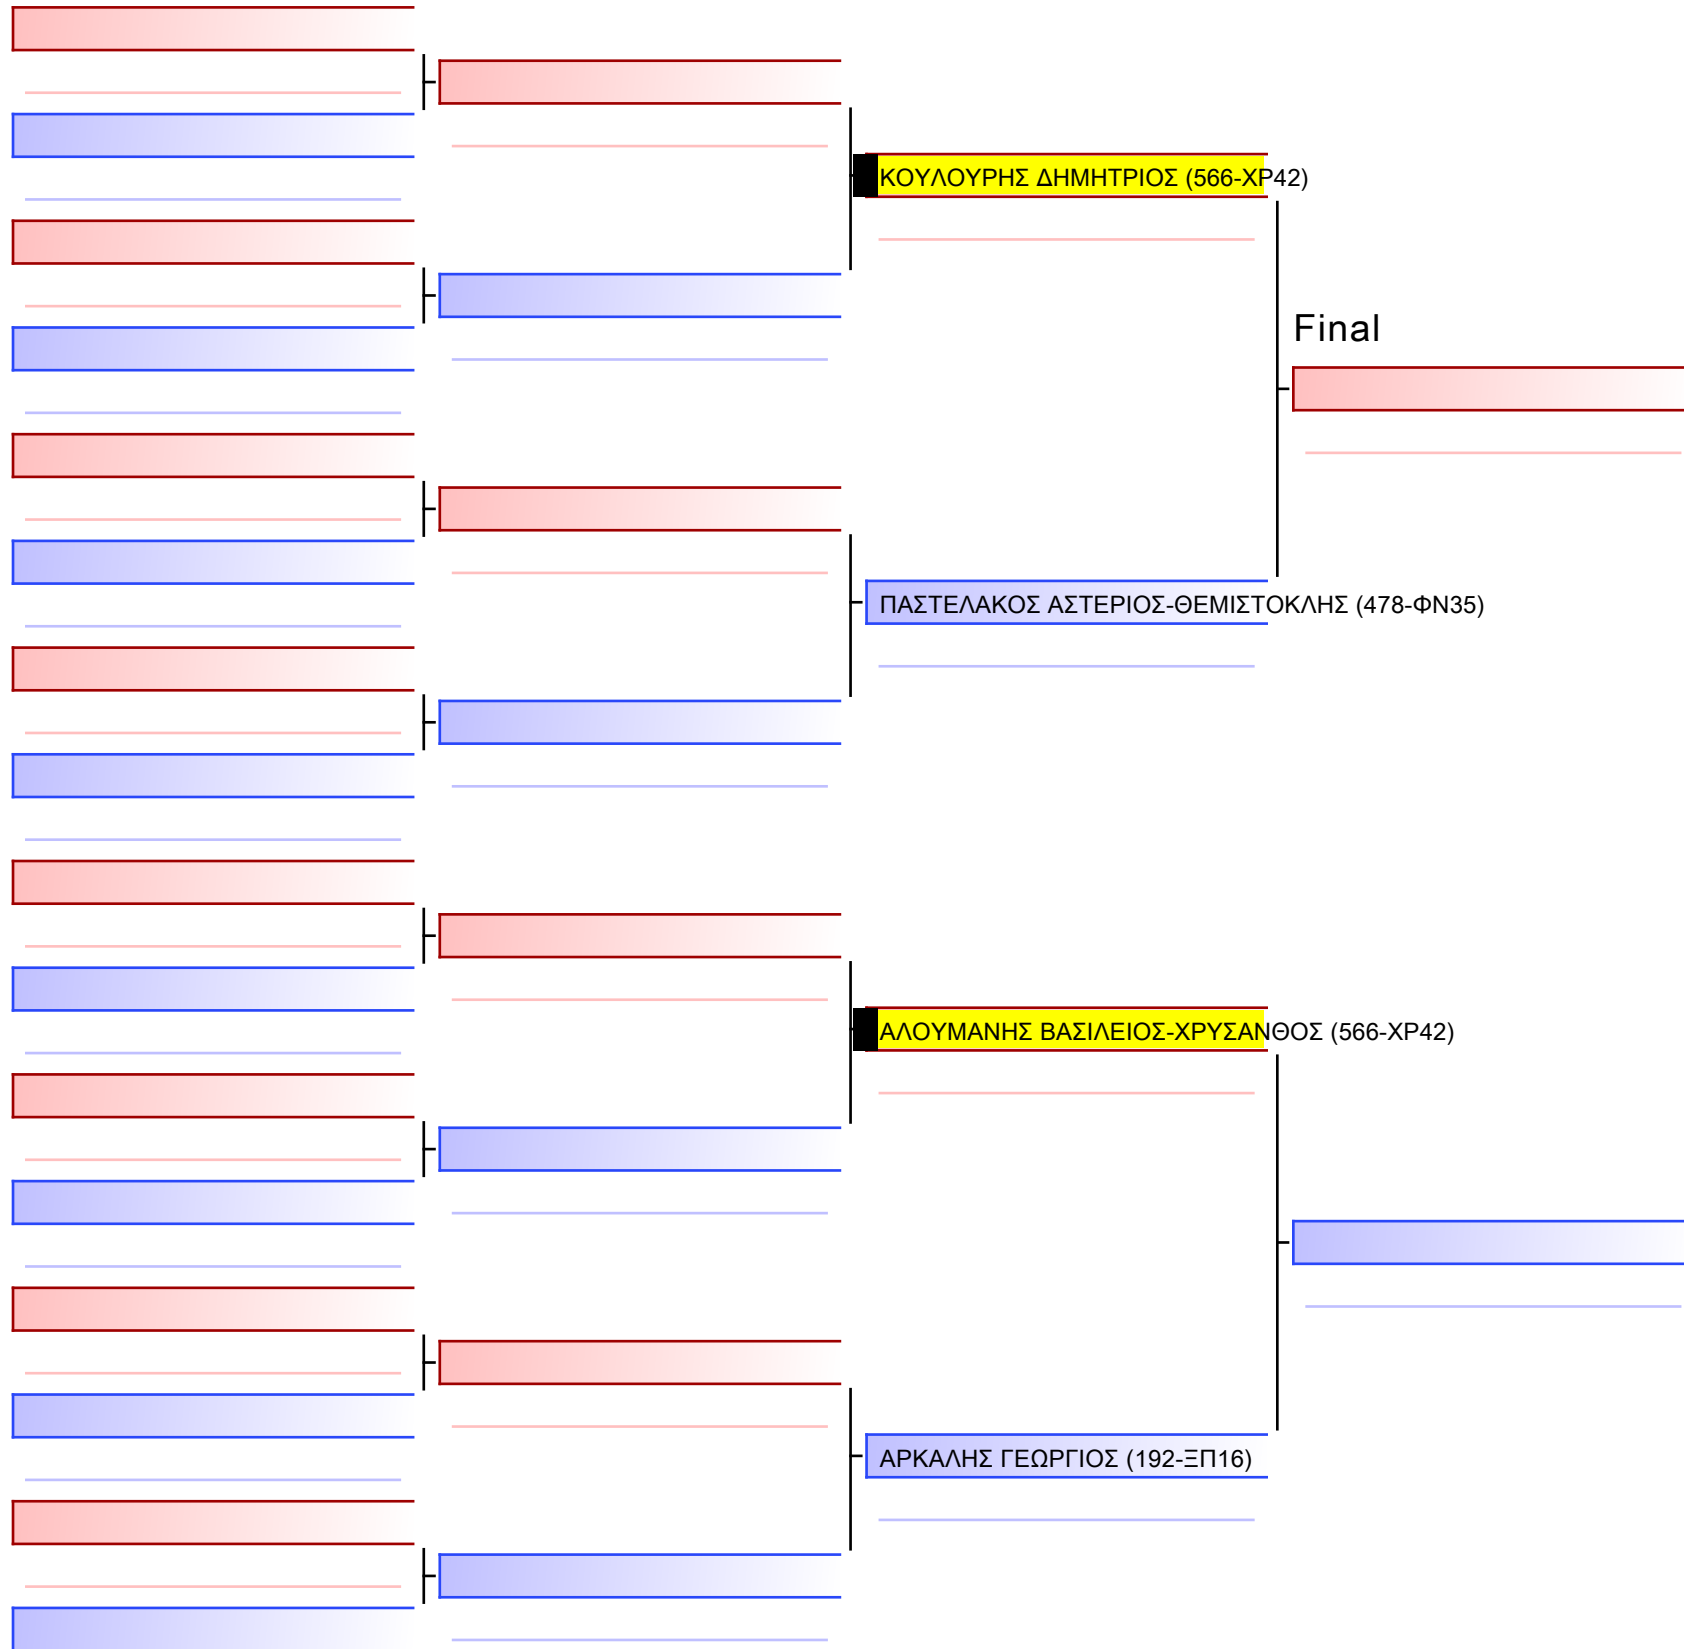 ΚΟΥΛΟΥΡΗΣ ΔΗΜΗΤΡΙΟΣ (566-ΧΡ42)
Final
ΠΑΣΤΕΛΑΚΟΣ ΑΣΤΕΡΙΟΣ-ΘΕΜΙΣΤΟΚΛΗΣ (478-ΦΝ35)
ΑΛΟΥΜΑΝΗΣ ΒΑΣΙΛΕΙΟΣ-ΧΡΥΣΑΝΘΟΣ (566-ΧΡ42)
ΑΡΚΑΛΗΣ ΓΕΩΡΓΙΟΣ (192-ΞΠ16)